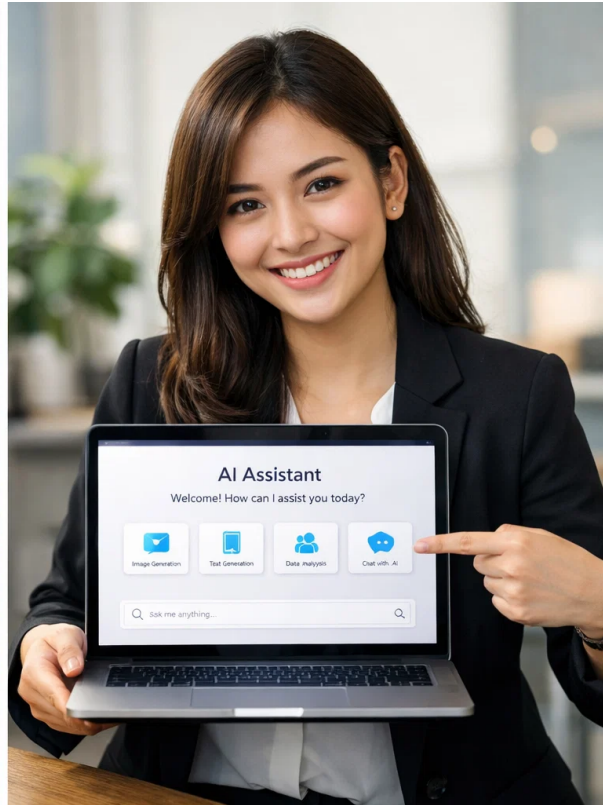 AI Assistant
Welcome! How can I assist you today?
Image Generation
Text Generation
Data Analysis
Chat with AI
Ask me anything...